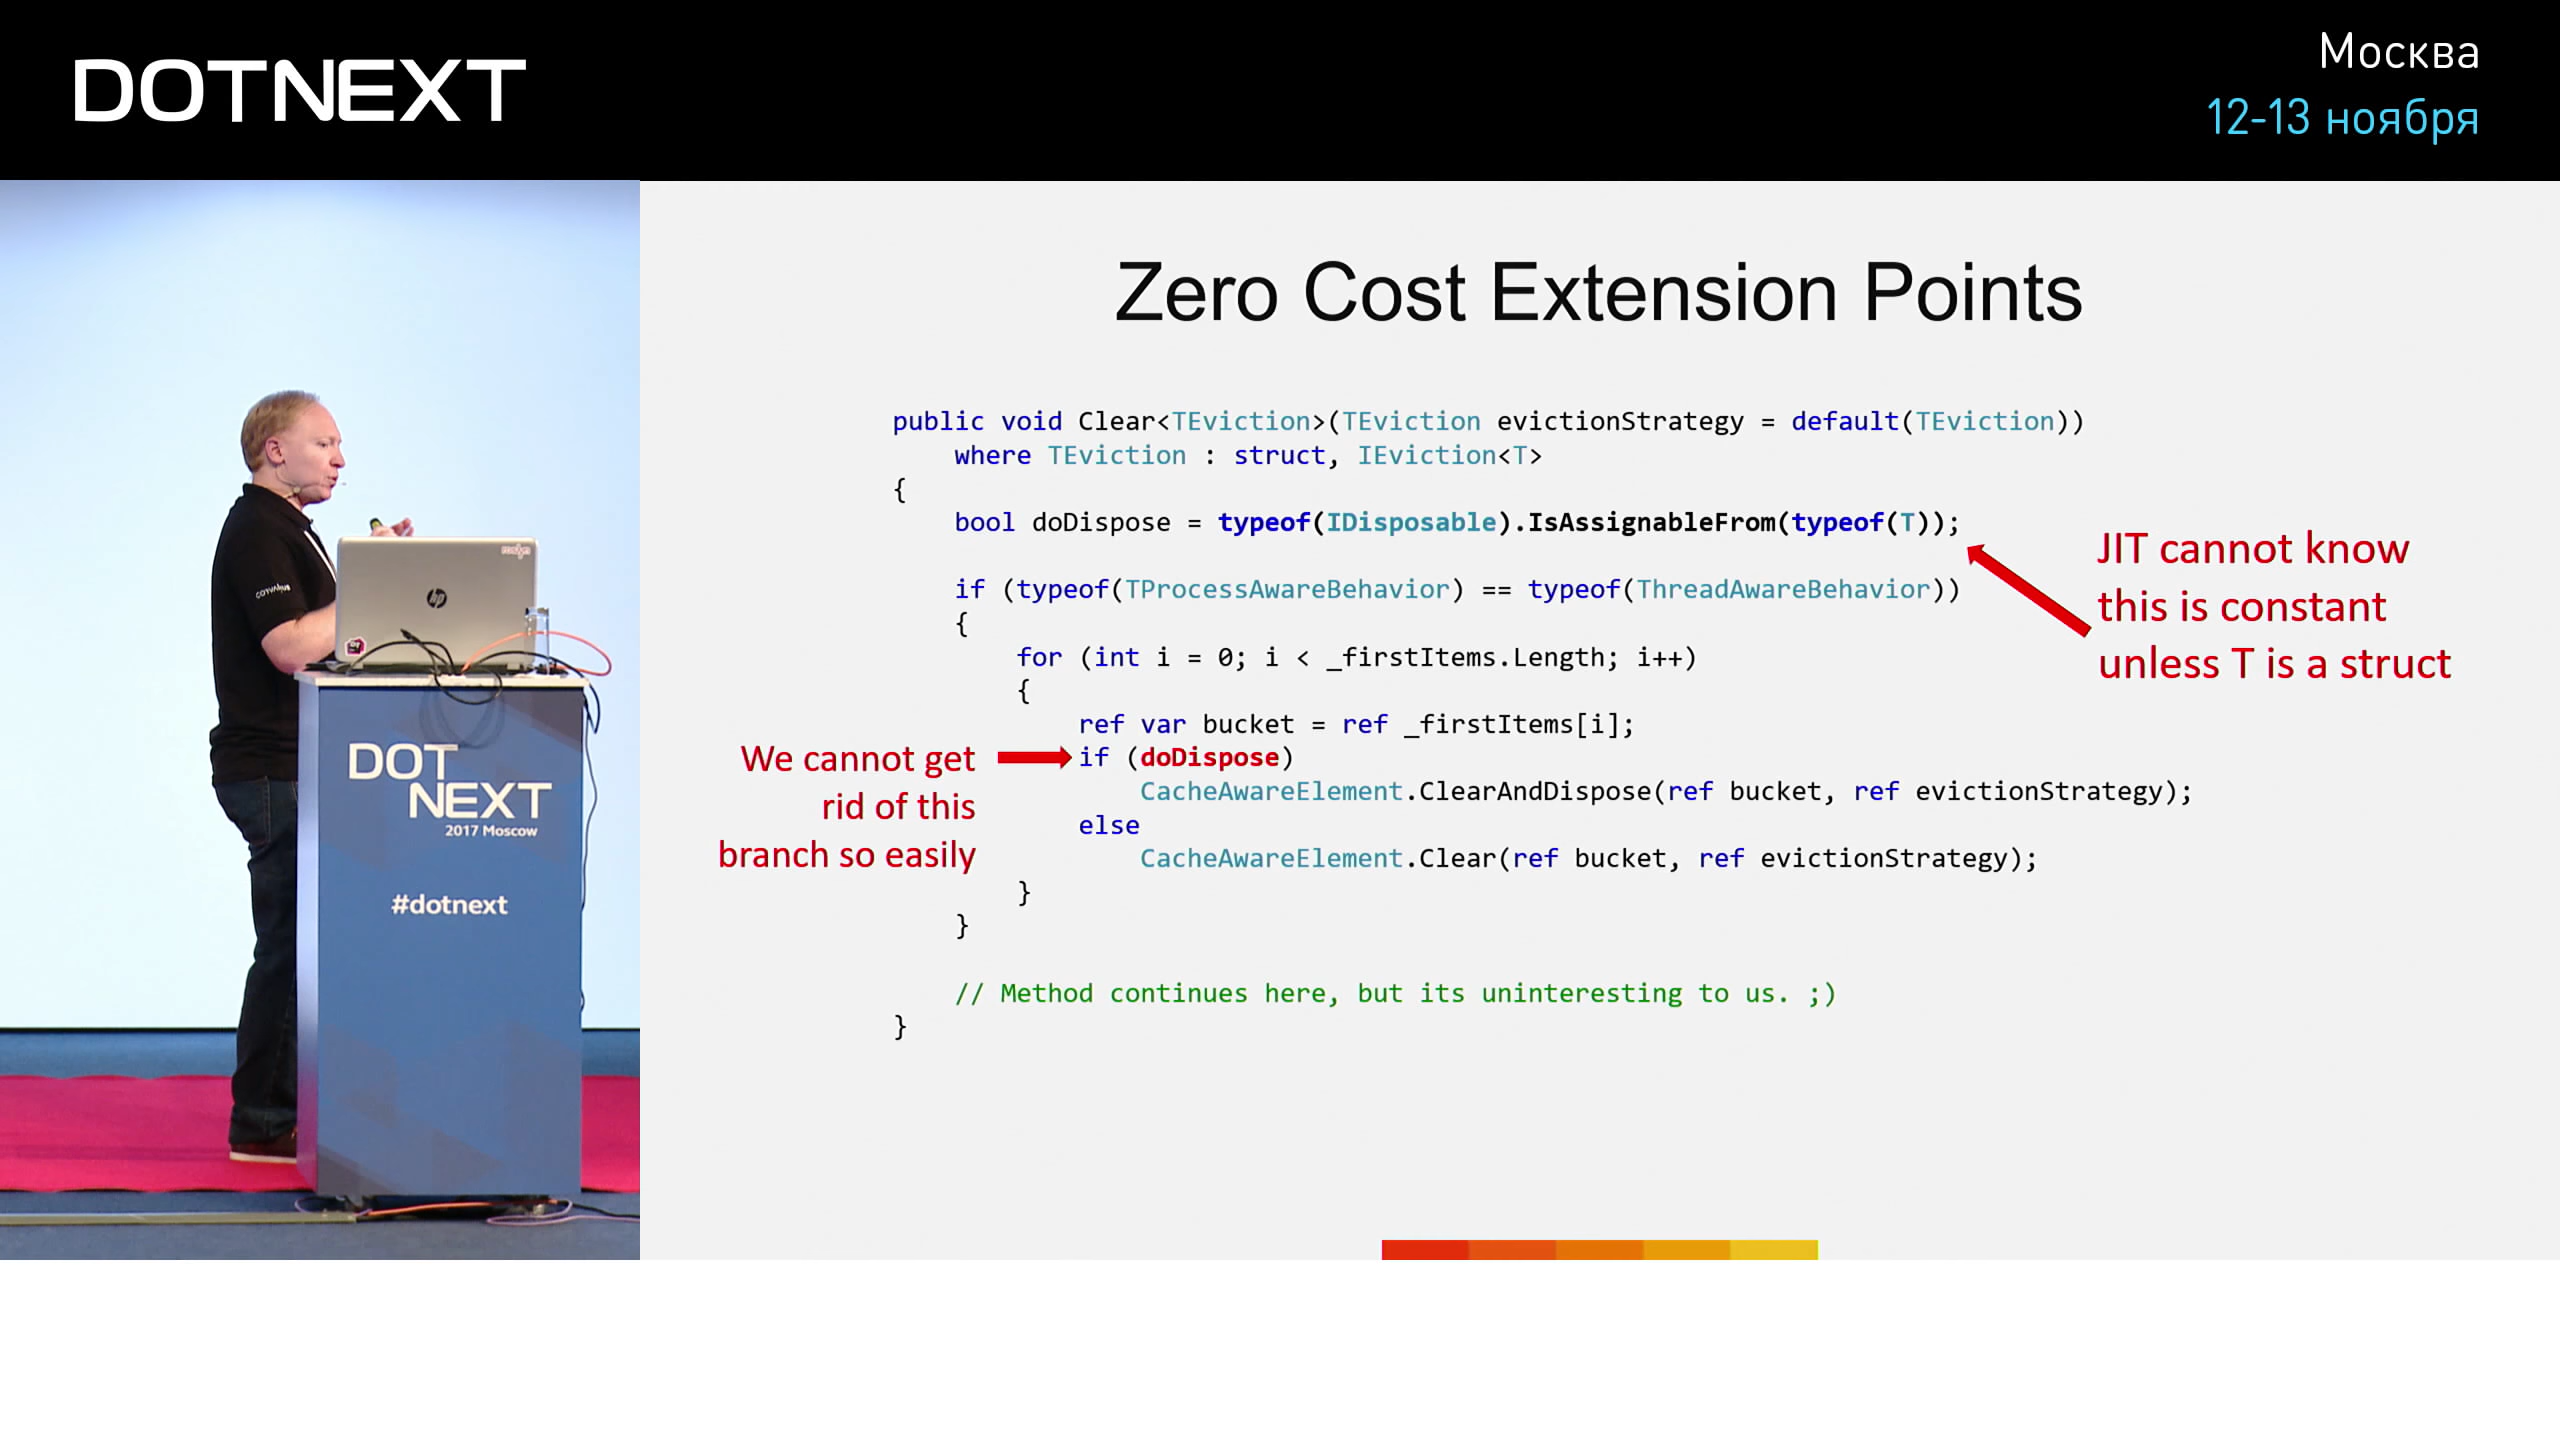 DOTNEXT
Москва
12-13 ноября
Zero Cost Extension Points
public void Clear<TEviction>(TEviction evictionStrategy = default(TEviction))
where TEviction : struct, IEviction<T>
{
bool doDispose = typeof(IDisposable).IsAssignableFrom(typeof(T));
JIT cannot know
this is constant
unless T is a struct
if (typeof(TProcessAwareBehavior) == typeof(ThreadAwareBehavior))
{
for (int i = 0; i < _firstItems.Length; i++)
{
ref var bucket = ref _firstItems[i];
We cannot get
rid of this
branch so easily
if (doDispose)
CacheAwareElement.ClearAndDispose(ref bucket, ref evictionStrategy);
else
CacheAwareElement.Clear(ref bucket, ref evictionStrategy);
}
}
// Method continues here, but its uninteresting to us. ;)
}
hp
DOT
NEXT
2017 Moscow
#dotnext